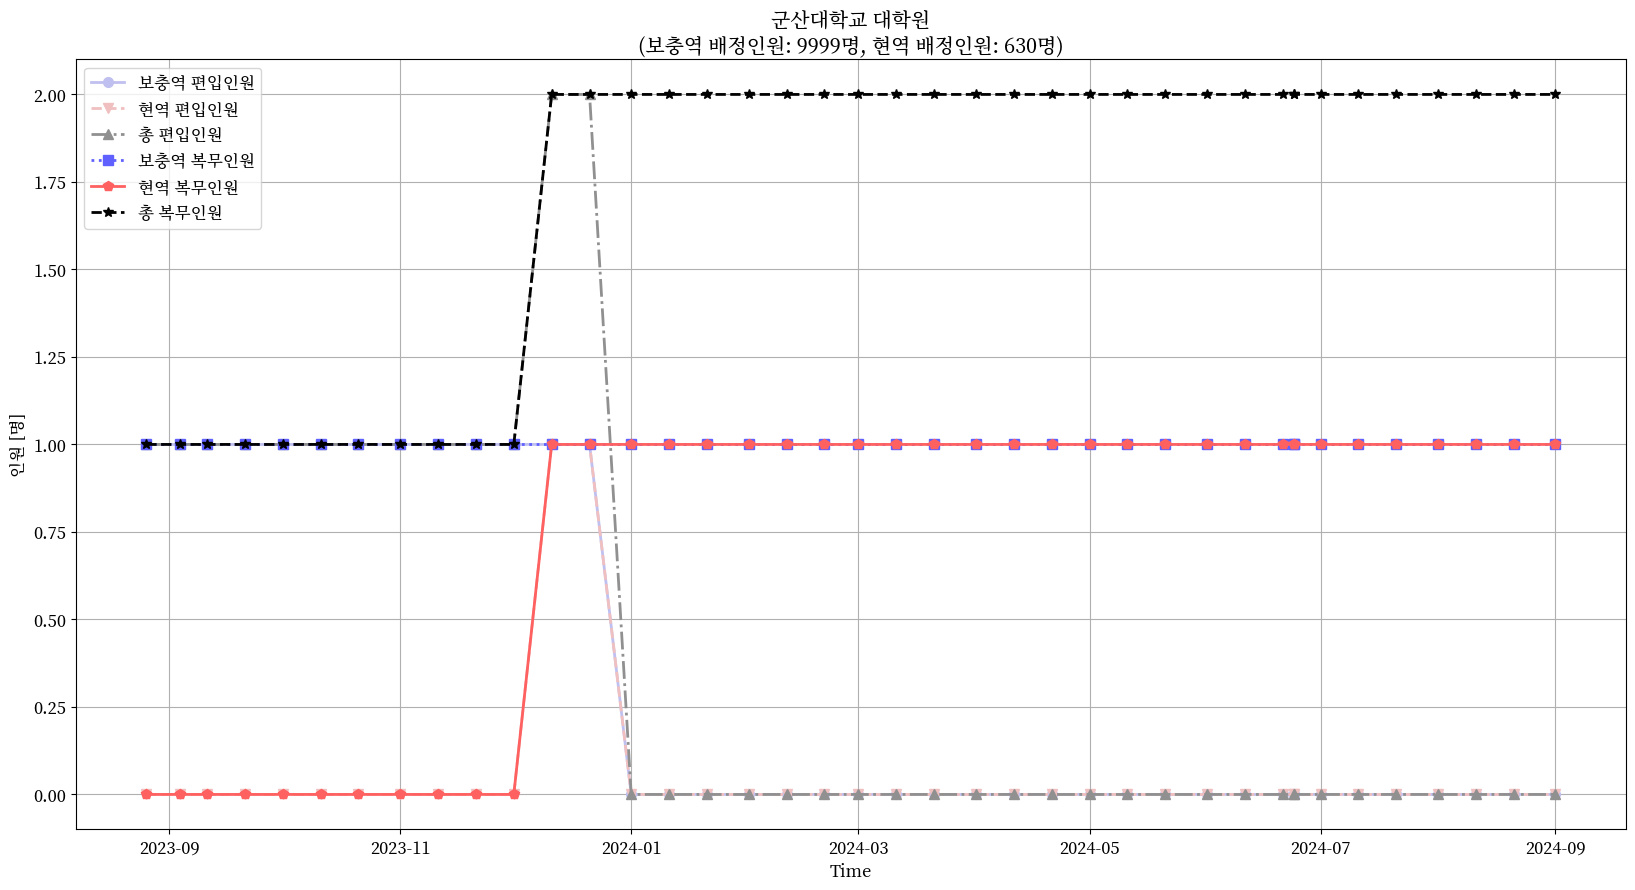 군산대학교 대학원
(보충역 배정인원: 9999명, 현역 배정인원: 630명)
보충역 편입인원
현역 편입인원
총 편입인원
보충역 복무인원
현역 복무인원
총 복무인원
2.00
1.75
1.50
1.25
1.00
0.75
0.50
0.25
0.00
인원 [명]
2023-09
2023-11
2024-01
2024-03
2024-05
2024-07
2024-09
Time